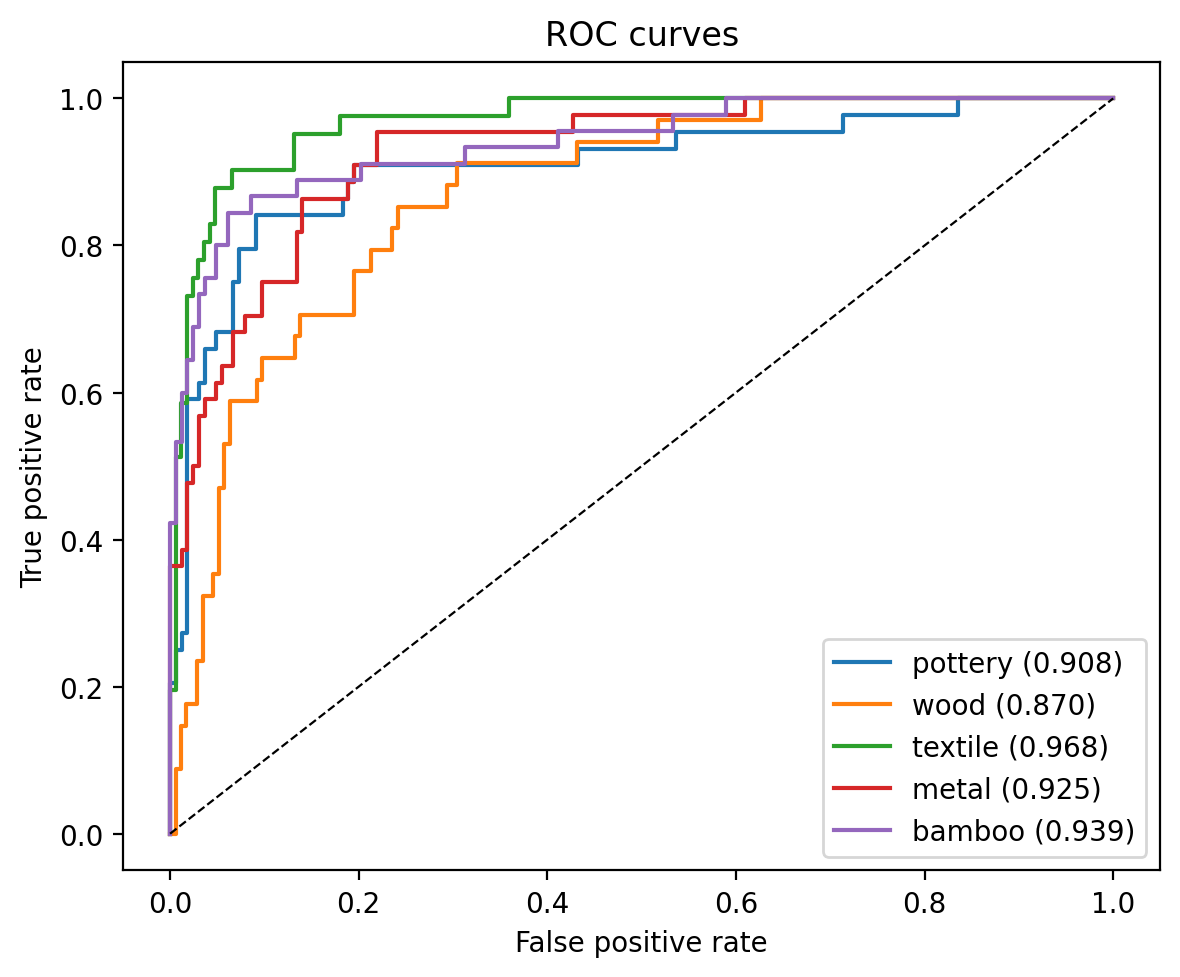 ROC curves
True positive rate
1.0
0.8
0.6
0.4
0.2
0.0
0.0 0.2 0.4 0.6 0.8 1.0
False positive rate
pottery (0.908)
wood (0.870)
textile (0.968)
metal (0.925)
bamboo (0.939)